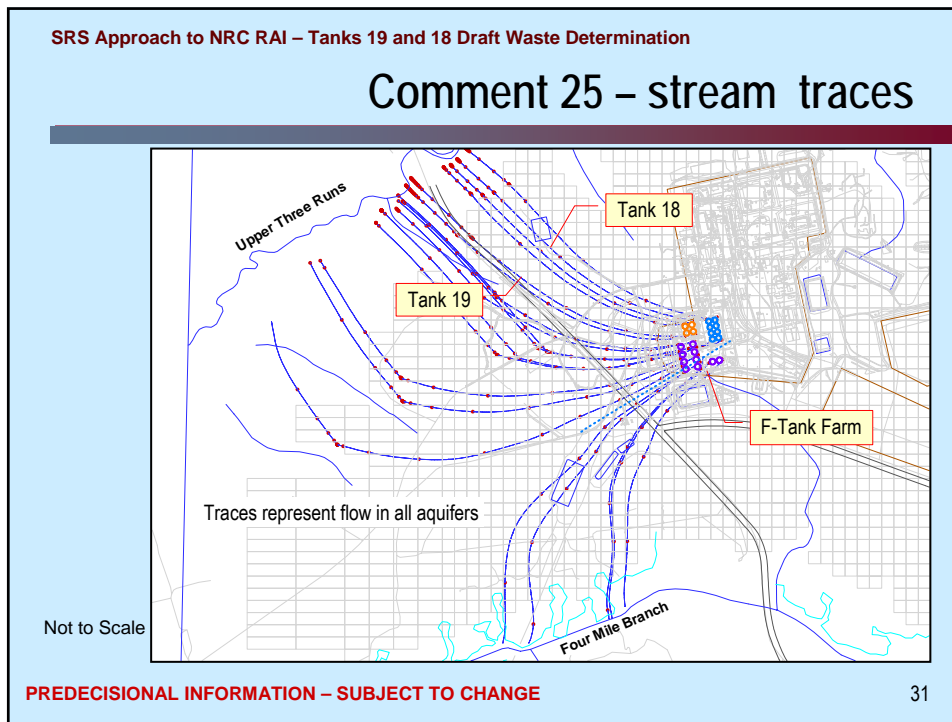 SRS Approach to NRC RAI – Tanks 19 and 18 Draft Waste Determination
Comment 25 – stream traces
Upper Three Runs
Tank 18
Tank 19
F-Tank Farm
Traces represent flow in all aquifers
Not to Scale
Four Mile Branch
PREDECISIONAL INFORMATION – SUBJECT TO CHANGE
31